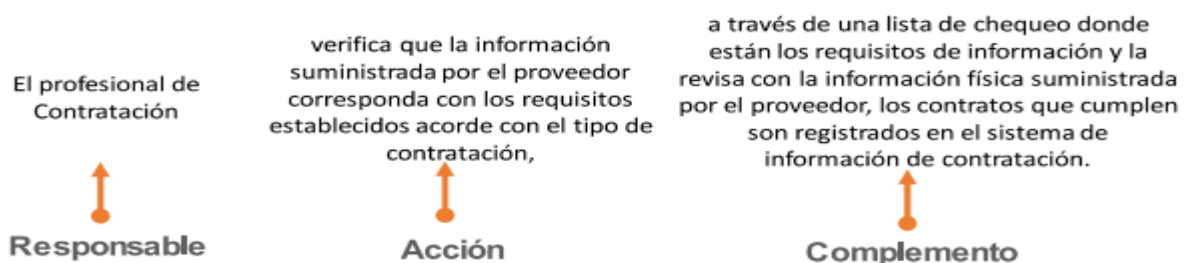 El profesional de
Contratación
verifica que la información
suministrada por el proveedor
corresponda con los requisitos
establecidos acorde con el tipo de
contratación,
a través de una lista de chequeo donde
están los requisitos de información y la
revisa con la información física suministrada
por el proveedor, los contratos que cumplen
son registrados en el sistema de
información de contratación.
Responsable
Acción
Complemento